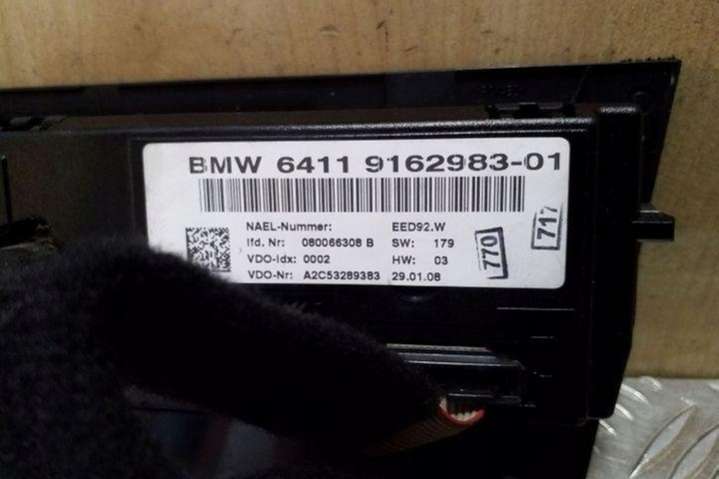 BMW 6411 9162983-01
NAEL-Nummer: EED92.W
lfd. Nr: 080066308 B SW: 179
VDO-Idx: 0002 HW: 03
VDO-Nr: A2C53289383 29.01.08
770
717